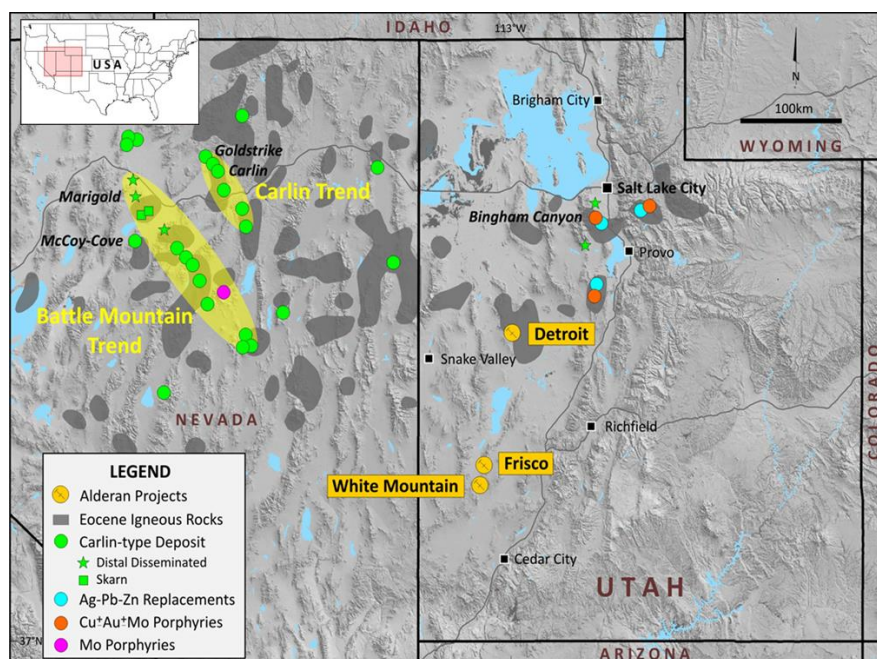 IDAHO
113°W
USA
N
100km
WYOMING
Brigham City
Goldstrike
Carlin
Carlin Trend
Marigold
Salt Lake City
Bingham Canyon
McCoy-Cove
Provo
Battle Mountain
Trend
Detroit
Snake Valley
COLORADO
NEVADA
Richfield
Frisco
White Mountain
LEGEND
Alderan Projects
Eocene Igneous Rocks
Carlin-type Deposit
Distal Disseminated
Skarn
Ag-Pb-Zn Replacements
Cu±Au±Mo Porphyries
Mo Porphyries
Cedar City
UTAH
37°N
ARIZONA